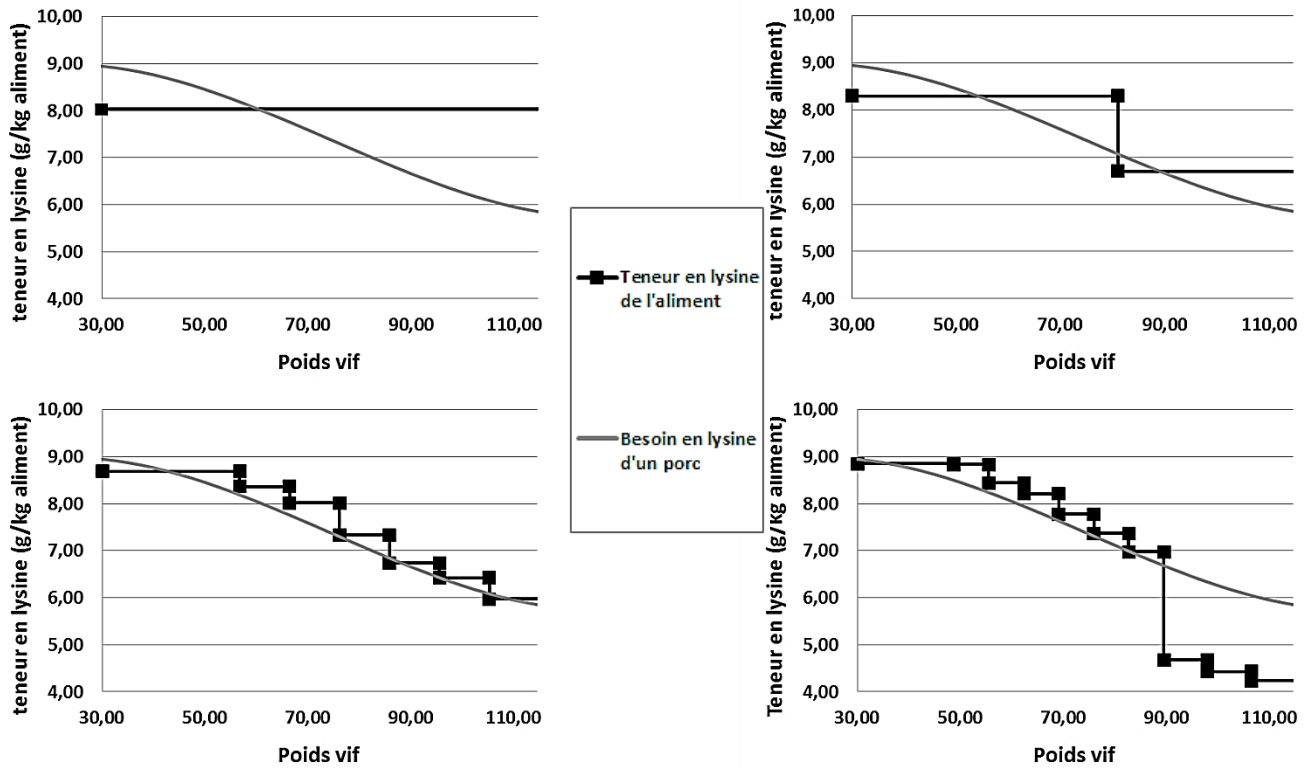 teneur en lysine (g/kg aliment)
10,00
9,00
8,00
7,00
6,00
5,00
4,00
30,00 50,00 70,00 90,00 110,00
Poids vif
teneur en lysine (g/kg aliment)
10,00
9,00
8,00
7,00
6,00
5,00
4,00
30,00 50,00 70,00 90,00 110,00
Poids vif
Teneur en lysine
de l'aliment
Besoin en lysine
d'un porc
teneur en lysine (g/kg aliment)
10,00
9,00
8,00
7,00
6,00
5,00
4,00
30,00 50,00 70,00 90,00 110,00
Poids vif
Teneur en lysine (g/kg aliment)
10,00
9,00
8,00
7,00
6,00
5,00
4,00
30,00 50,00 70,00 90,00 110,00
Poids vif